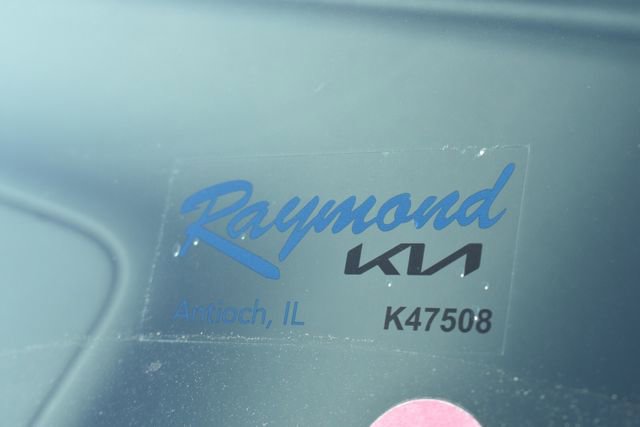 Raymond
KIA
Antioch, IL
K47508